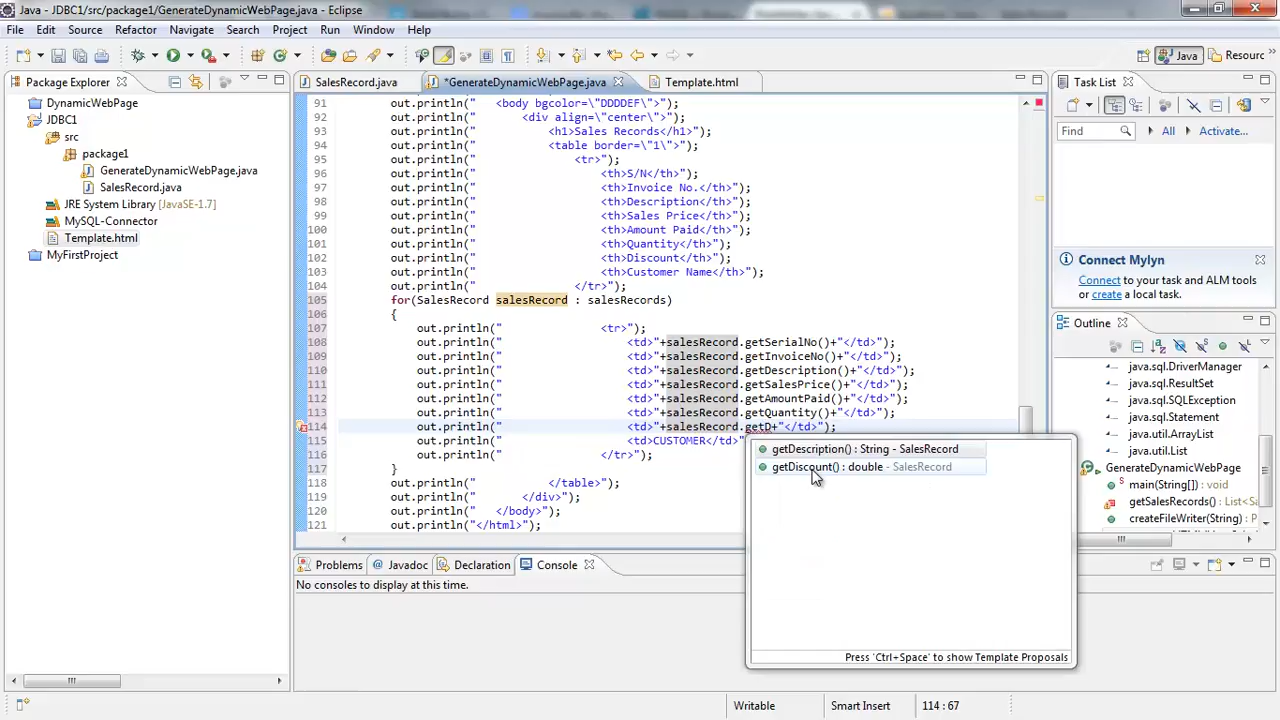 Java - JDBC1/src/package1/GenerateDynamicWebPage.java - Eclipse
File Edit Source Refactor Navigate Search Project Run Window Help
Java Resourc
Package Explorer
SalesRecord.java *GenerateDynamicWebPage.java Template.html
Task List
DynamicWebPage
JDBC1
src
package1
GenerateDynamicWebPage.java
SalesRecord.java
JRE System Library [JavaSE-1.7]
MySQL-Connector
Template.html
MyFirstProject
91 out.println("   <body bgcolor=\"DDDDEF\">");
92 out.println("       <div align=\"center\">");
93 out.println("           <h1>Sales Records</h1>");
94 out.println("           <table border=\"1\">");
95 out.println("               <tr>");
96 out.println("                   <th>S/N</th>");
97 out.println("                   <th>Invoice No.</th>");
98 out.println("                   <th>Description</th>");
99 out.println("                   <th>Sales Price</th>");
100 out.println("                   <th>Amount Paid</th>");
101 out.println("                   <th>Quantity</th>");
102 out.println("                   <th>Discount</th>");
103 out.println("                   <th>Customer Name</th>");
104 out.println("               </tr>");
105 for(SalesRecord salesRecord : salesRecords)
106 {
107 out.println("               <tr>");
108 out.println("                   <td>"+salesRecord.getSerialNo()+"</td>");
109 out.println("                   <td>"+salesRecord.getInvoiceNo()+"</td>");
110 out.println("                   <td>"+salesRecord.getDescription()+"</td>");
111 out.println("                   <td>"+salesRecord.getSalesPrice()+"</td>");
112 out.println("                   <td>"+salesRecord.getAmountPaid()+"</td>");
113 out.println("                   <td>"+salesRecord.getQuantity()+"</td>");
114 out.println("                   <td>"+salesRecord.getD+"</td>");
115 out.println("                   <td>CUSTOMER</td>"
116 out.println("               </tr>");
117 }
118 out.println("           </table>");
119 out.println("       </div>");
120 out.println("   </body>");
121 out.println("</html>");
getDescription() : String - SalesRecord
getDiscount() : double - SalesRecord
Press 'Ctrl+Space' to show Template Proposals
Find All Activate...
Connect Mylyn
Connect to your task and ALM tools
or create a local task.
Outline
java.sql.DriverManager
java.sql.ResultSet
java.sql.SQLException
java.sql.Statement
java.util.ArrayList
java.util.List
GenerateDynamicWebPage
main(String[]) : void
getSalesRecords() : List<Sa
createFileWriter(String) : P
Problems Javadoc Declaration Console
No consoles to display at this time.
Writable Smart Insert 114 : 67